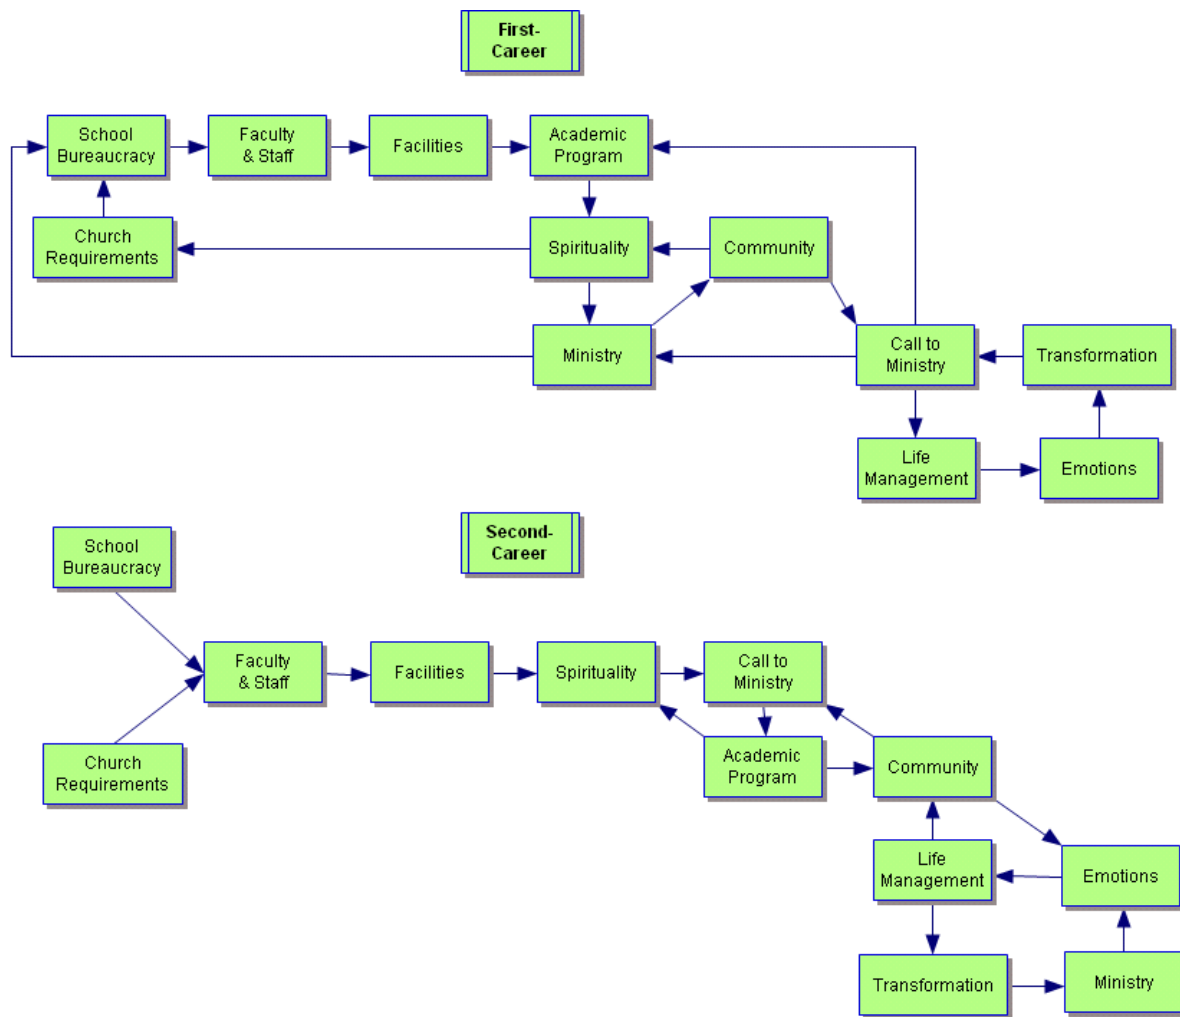 First-
Career
School
Bureaucracy
Faculty
& Staff
Facilities
Academic
Program
Church
Requirements
Spirituality
Community
Ministry
Call to
Ministry
Transformation
Life
Management
Emotions
Second-
Career
School
Bureaucracy
Faculty
& Staff
Facilities
Spirituality
Call to
Ministry
Church
Requirements
Academic
Program
Community
Life
Management
Emotions
Transformation
Ministry